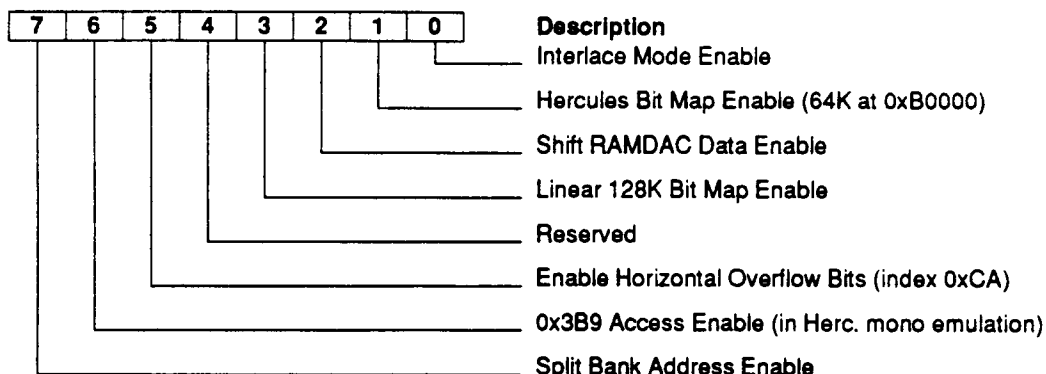 7 6 5 4 3 2 1 0 Description
Interlace Mode Enable
Hercules Bit Map Enable (64K at 0xB0000)
Shift RAMDAC Data Enable
Linear 128K Bit Map Enable
Reserved
Enable Horizontal Overflow Bits (index 0xCA)
0x3B9 Access Enable (in Herc. mono emulation)
Split Bank Address Enable